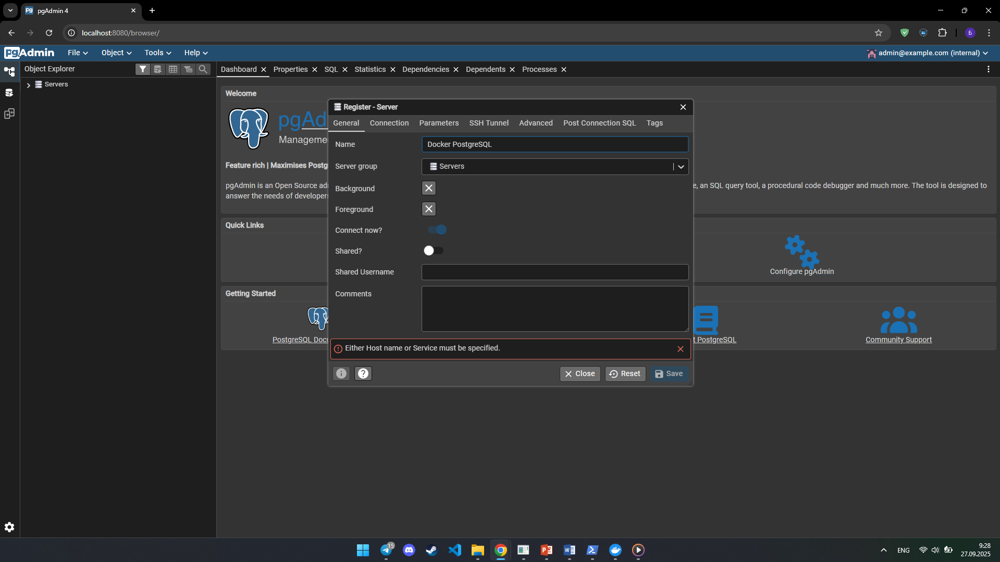 pgAdmin 4
localhost:8080/browser/
Б
pgAdmin
File
Object
Tools
Help
admin@example.com (internal)
Object Explorer
Dashboard
Properties
SQL
Statistics
Dependencies
Dependents
Processes
Servers
Welcome
pgAd
Manageme
Feature rich | Maximises Postg
pgAdmin is an Open Source ad
e, an SQL query tool, a procedural code debugger and much more. The tool is designed to
answer the needs of developers
Register - Server
General
Connection
Parameters
SSH Tunnel
Advanced
Post Connection SQL
Tags
Name
Docker PostgreSQL
Server group
Servers
Background
Foreground
Connect now?
Shared?
Shared Username
Comments
Either Host name or Service must be specified.
Close
Reset
Save
Quick Links
Configure pgAdmin
Getting Started
PostgreSQL Docu
t PostgreSQL
Community Support
15
ENG
9:28
27.09.2025